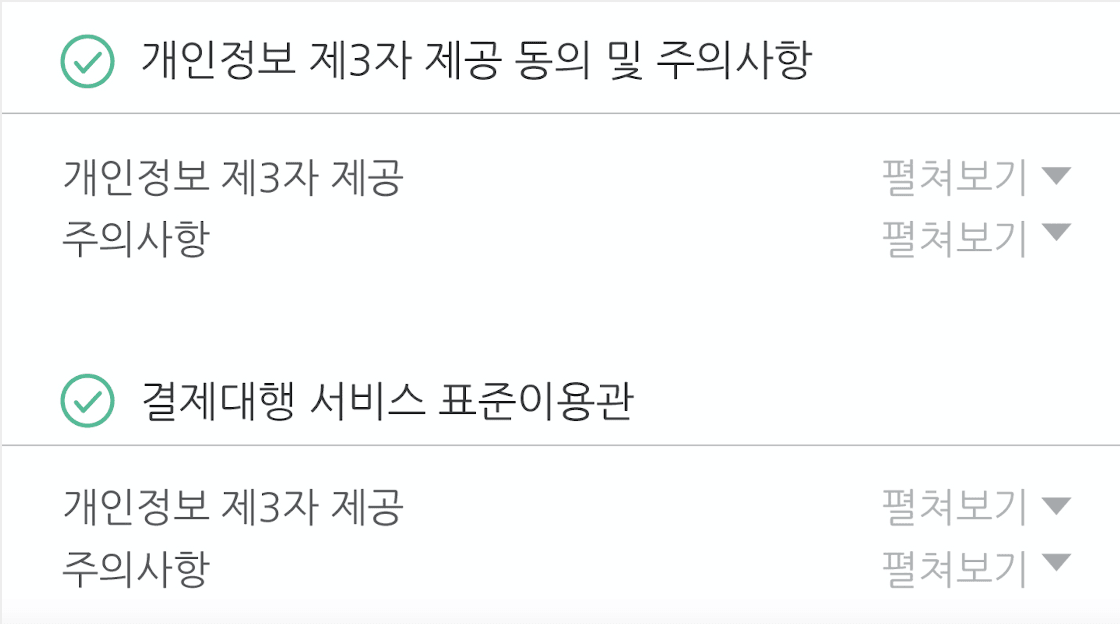 개인정보 제3자 제공 동의 및 주의사항
개인정보 제3자 제공 펼쳐보기
주의사항 펼쳐보기
결제대행 서비스 표준이용관
개인정보 제3자 제공 펼쳐보기
주의사항 펼쳐보기